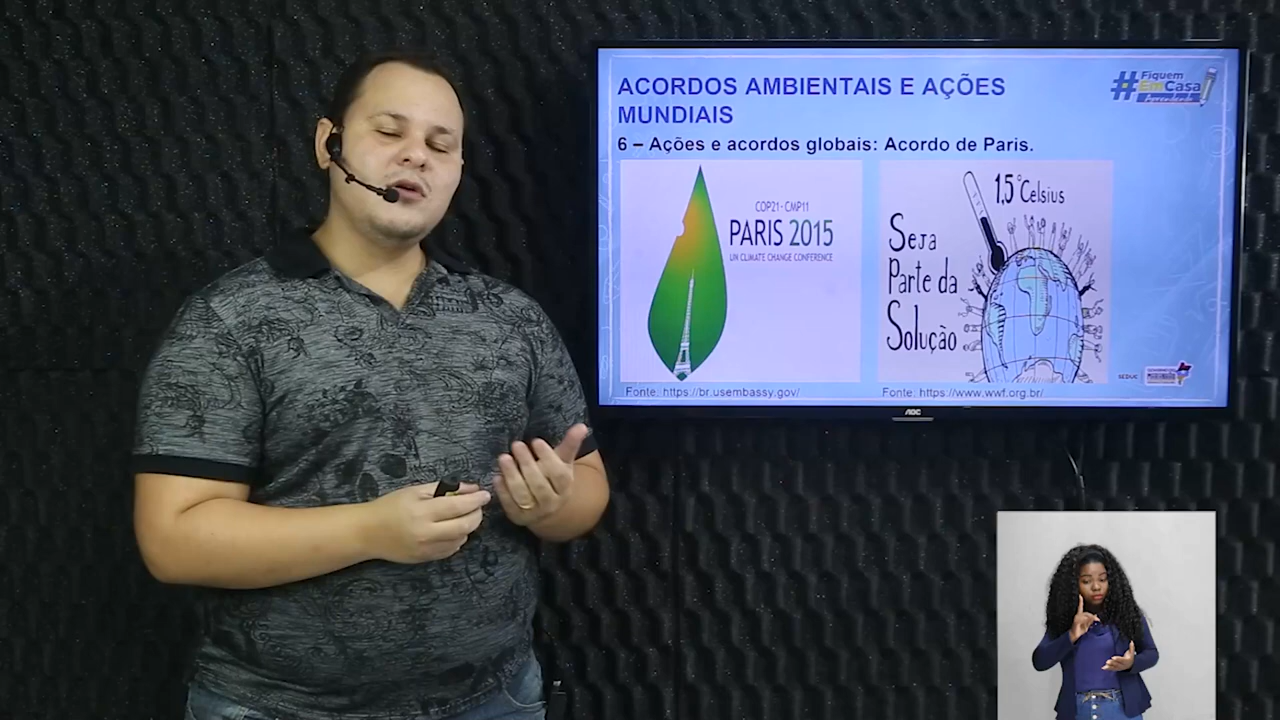 ACORDOS AMBIENTAIS E AÇÕES
MUNDIAIS
#Fiquem
EmCasa
Aprendendo
6 – Ações e acordos globais: Acordo de Paris.
COP21 · CMP11
PARIS 2015
UN CLIMATE CHANGE CONFERENCE
1,5°Celsius
Seja
Parte da
Solução
Fonte: https://br.usembassy.gov/
Fonte: https://www.wwf.org.br/
SEDUC
AOC